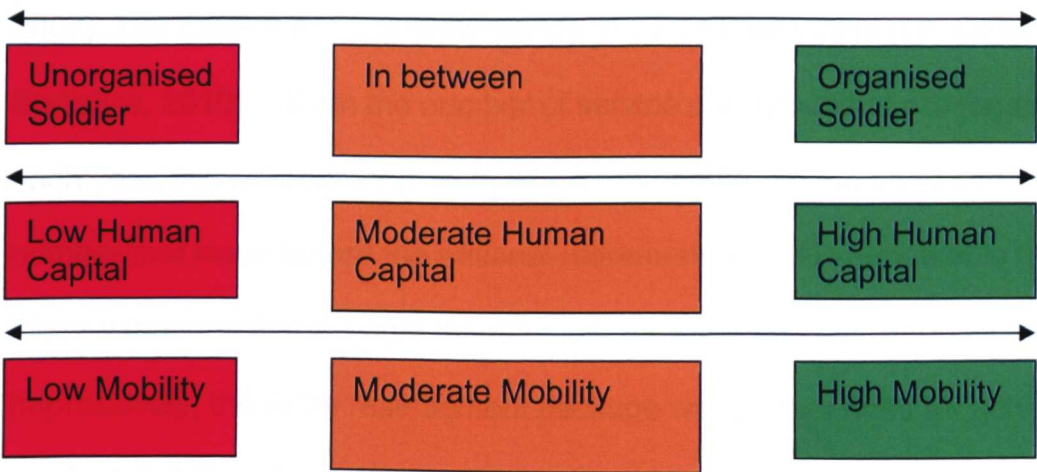 Unorganised
Soldier
In between
Organised
Soldier
Low Human
Capital
Moderate Human
Capital
High Human
Capital
Low Mobility
Moderate Mobility
High Mobility